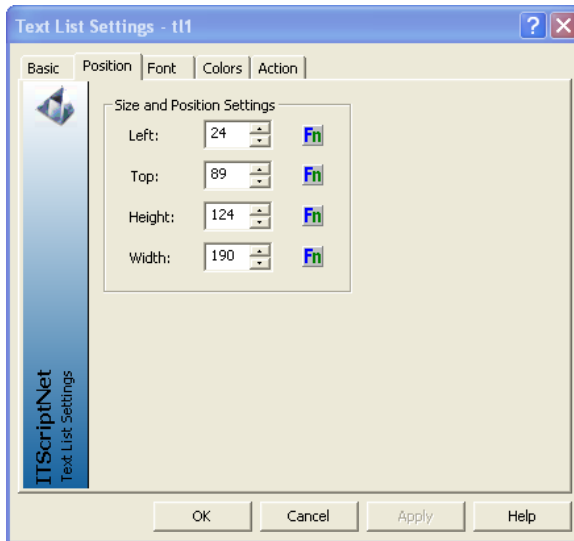 Text List Settings - tl1
Basic Position Font Colors Action
Size and Position Settings
Left: 24 Fn
Top: 89 Fn
Height: 124 Fn
Width: 190 Fn
ITScriptNet
Text List Settings
OK Cancel Apply Help